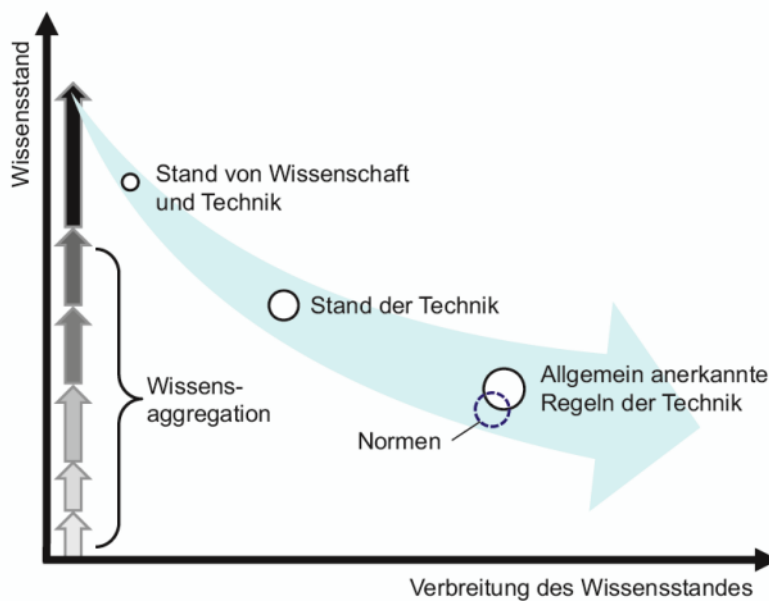 Wissensstand
Stand von Wissenschaft
und Technik
Stand der Technik
Allgemein anerkannte
Regeln der Technik
Wissens-
aggregation
Normen
Verbreitung des Wissensstandes